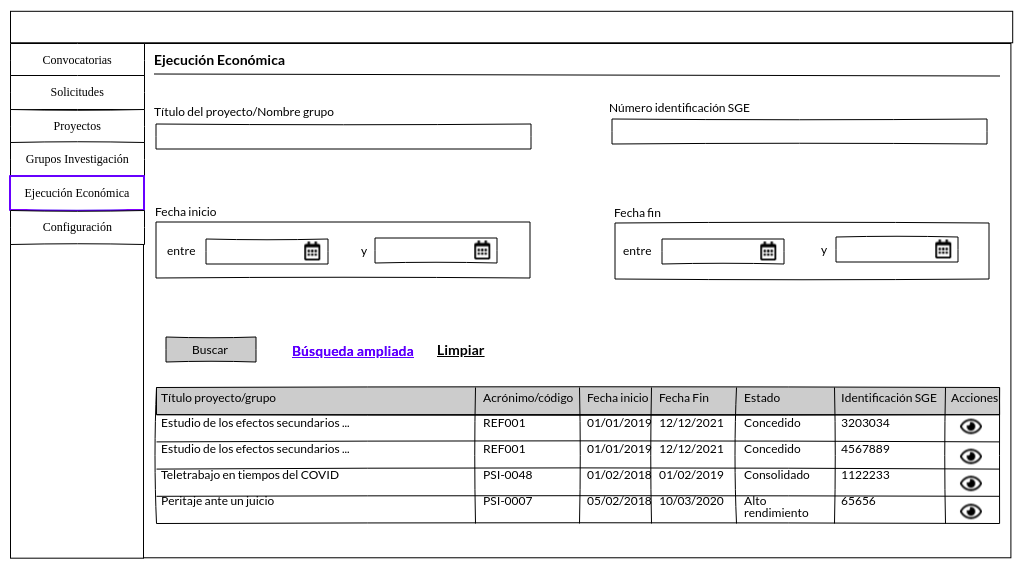 Convocatorias
Solicitudes
Proyectos
Grupos Investigación
Ejecución Económica
Configuración
Ejecución Económica
Título del proyecto/Nombre grupo
Número identificación SGE
Fecha inicio
entre y
Fecha fin
entre y
Buscar Búsqueda ampliada Limpiar
Título proyecto/grupo Acrónimo/código Fecha inicio Fecha Fin Estado Identificación SGE Acciones
Estudio de los efectos secundarios ... REF001 01/01/2019 12/12/2021 Concedido 3203034
Estudio de los efectos secundarios ... REF001 01/01/2019 12/12/2021 Concedido 4567889
Teletrabajo en tiempos del COVID PSI-0048 01/02/2018 01/02/2019 Consolidado 1122233
Peritaje ante un juicio PSI-0007 05/02/2018 10/03/2020 Alto 65656
rendimiento